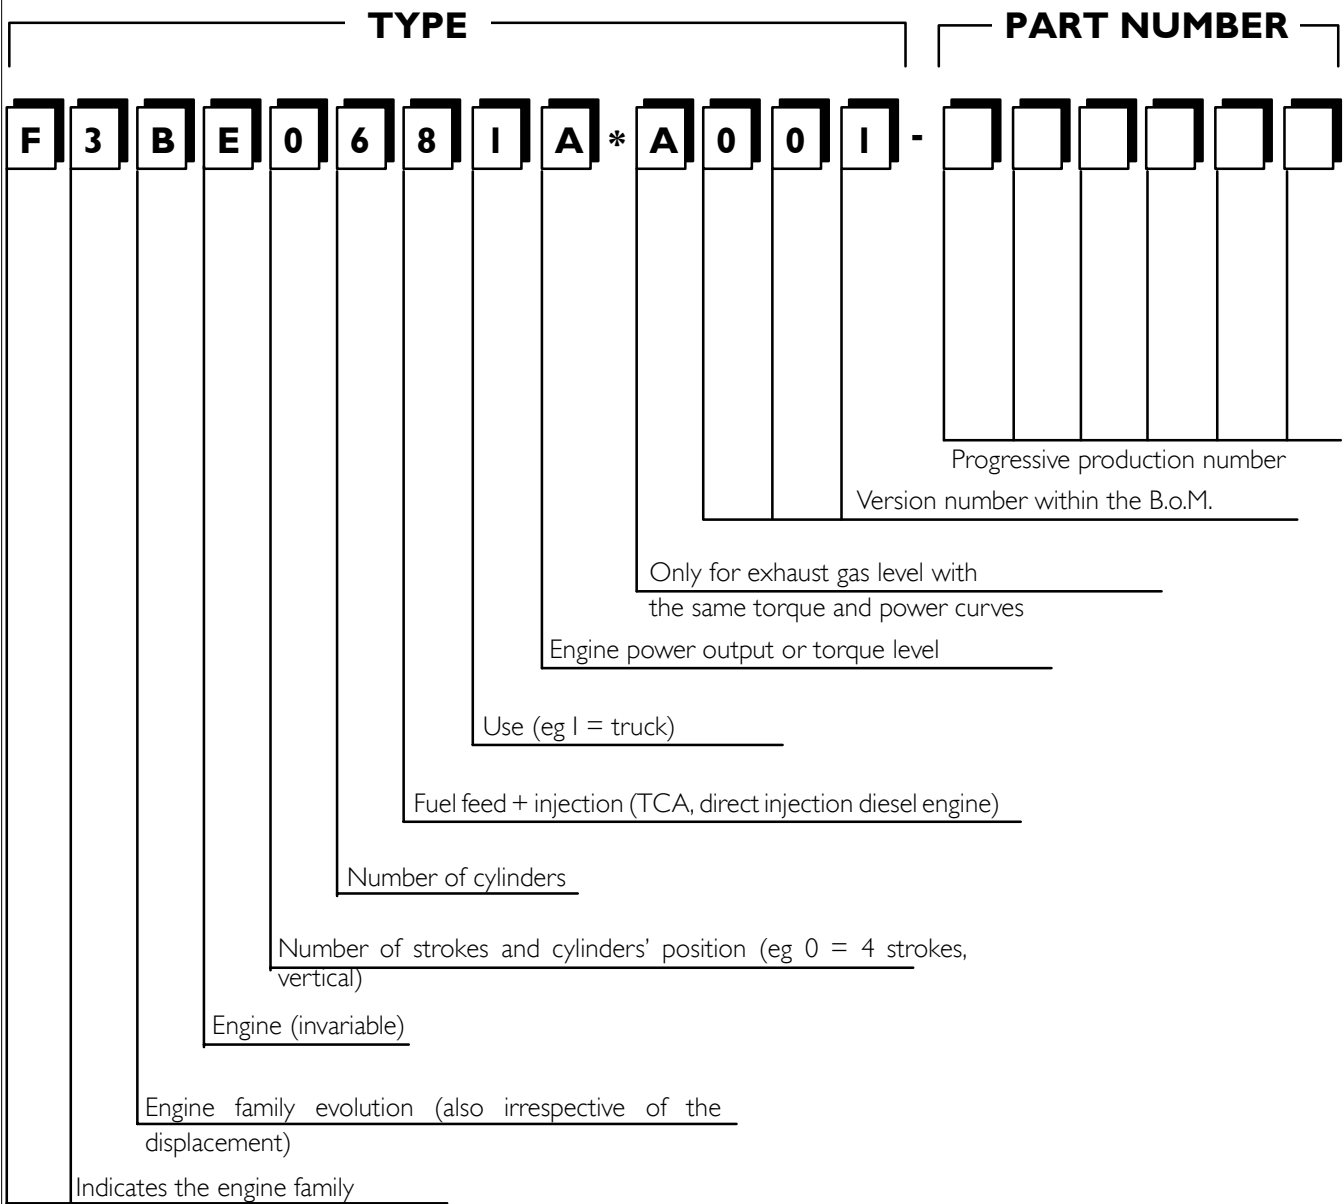 TYPE PART NUMBER
F 3 B E 0 6 8 1 A * A 0 0 1 -
Progressive production number
Version number within the B.o.M.
Only for exhaust gas level with
the same torque and power curves
Engine power output or torque level
Use (eg 1 = truck)
Fuel feed + injection (TCA, direct injection diesel engine)
Number of cylinders
Number of strokes and cylinders’ position (eg 0 = 4 strokes,
vertical)
Engine (invariable)
Engine family evolution (also irrespective of the
displacement)
Indicates the engine family